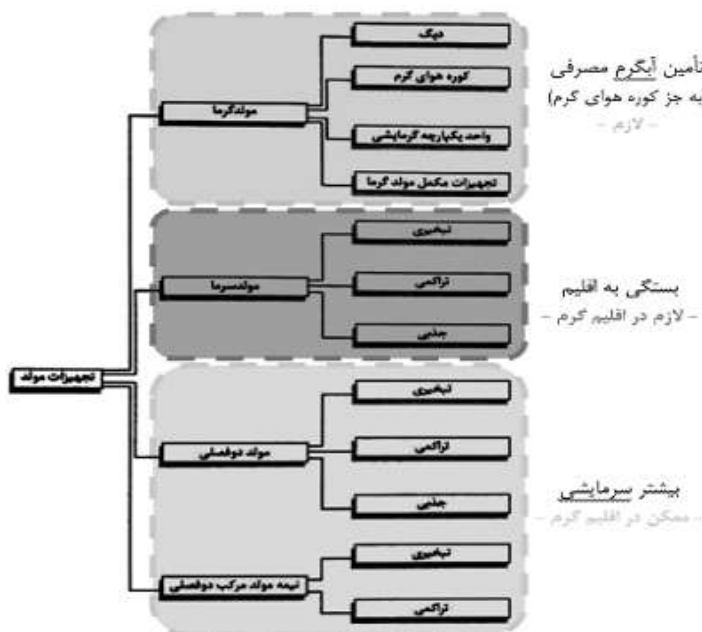 تجهیزات مولد
مولدگرما
دیگ
کوره هوای گرم
واحد یکپارچه گرمایشی
تجهیزات مکمل مولد گرما
تأمین آبگرم مصرفی
(به جز کوره هوای گرم)
- لازم -
مولدسرما
تبخیری
تراکمی
جذبی
بستگی به اقلیم
- لازم در اقلیم گرم -
مولد دوفصلی
تبخیری
تراکمی
جذبی
نیمه مولد مرکب دوفصلی
تبخیری
تراکمی
بیشتر سرمایشی
- ممکن در اقلیم گرم -